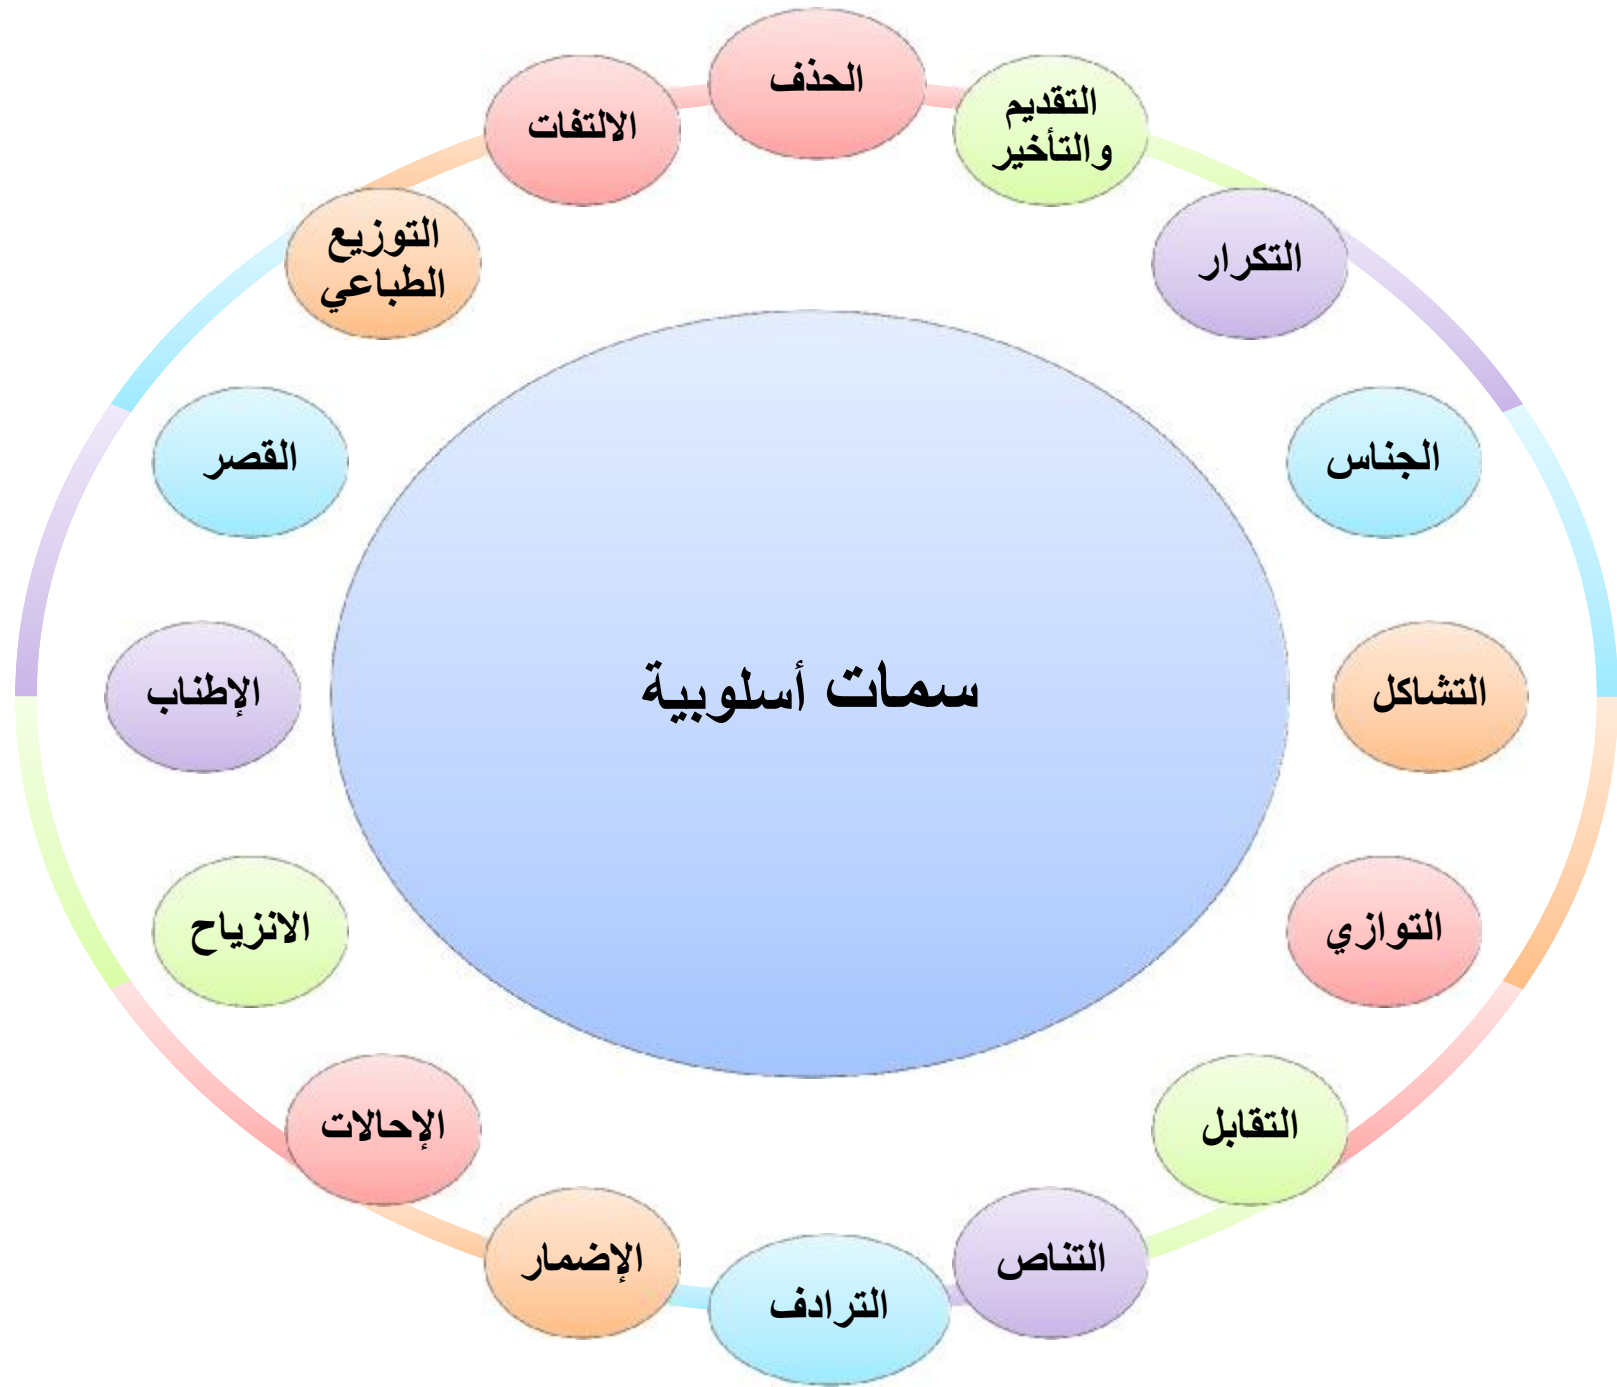 الحذف
التقديم
والتأخير
التكرار
الجناس
التشاكل
التوازي
التقابل
التناص
الترادف
الإضمار
الإحالات
الانزياح
الإطناب
القصر
التوزيع
الطباعي
الالتفات
سمات أسلوبية